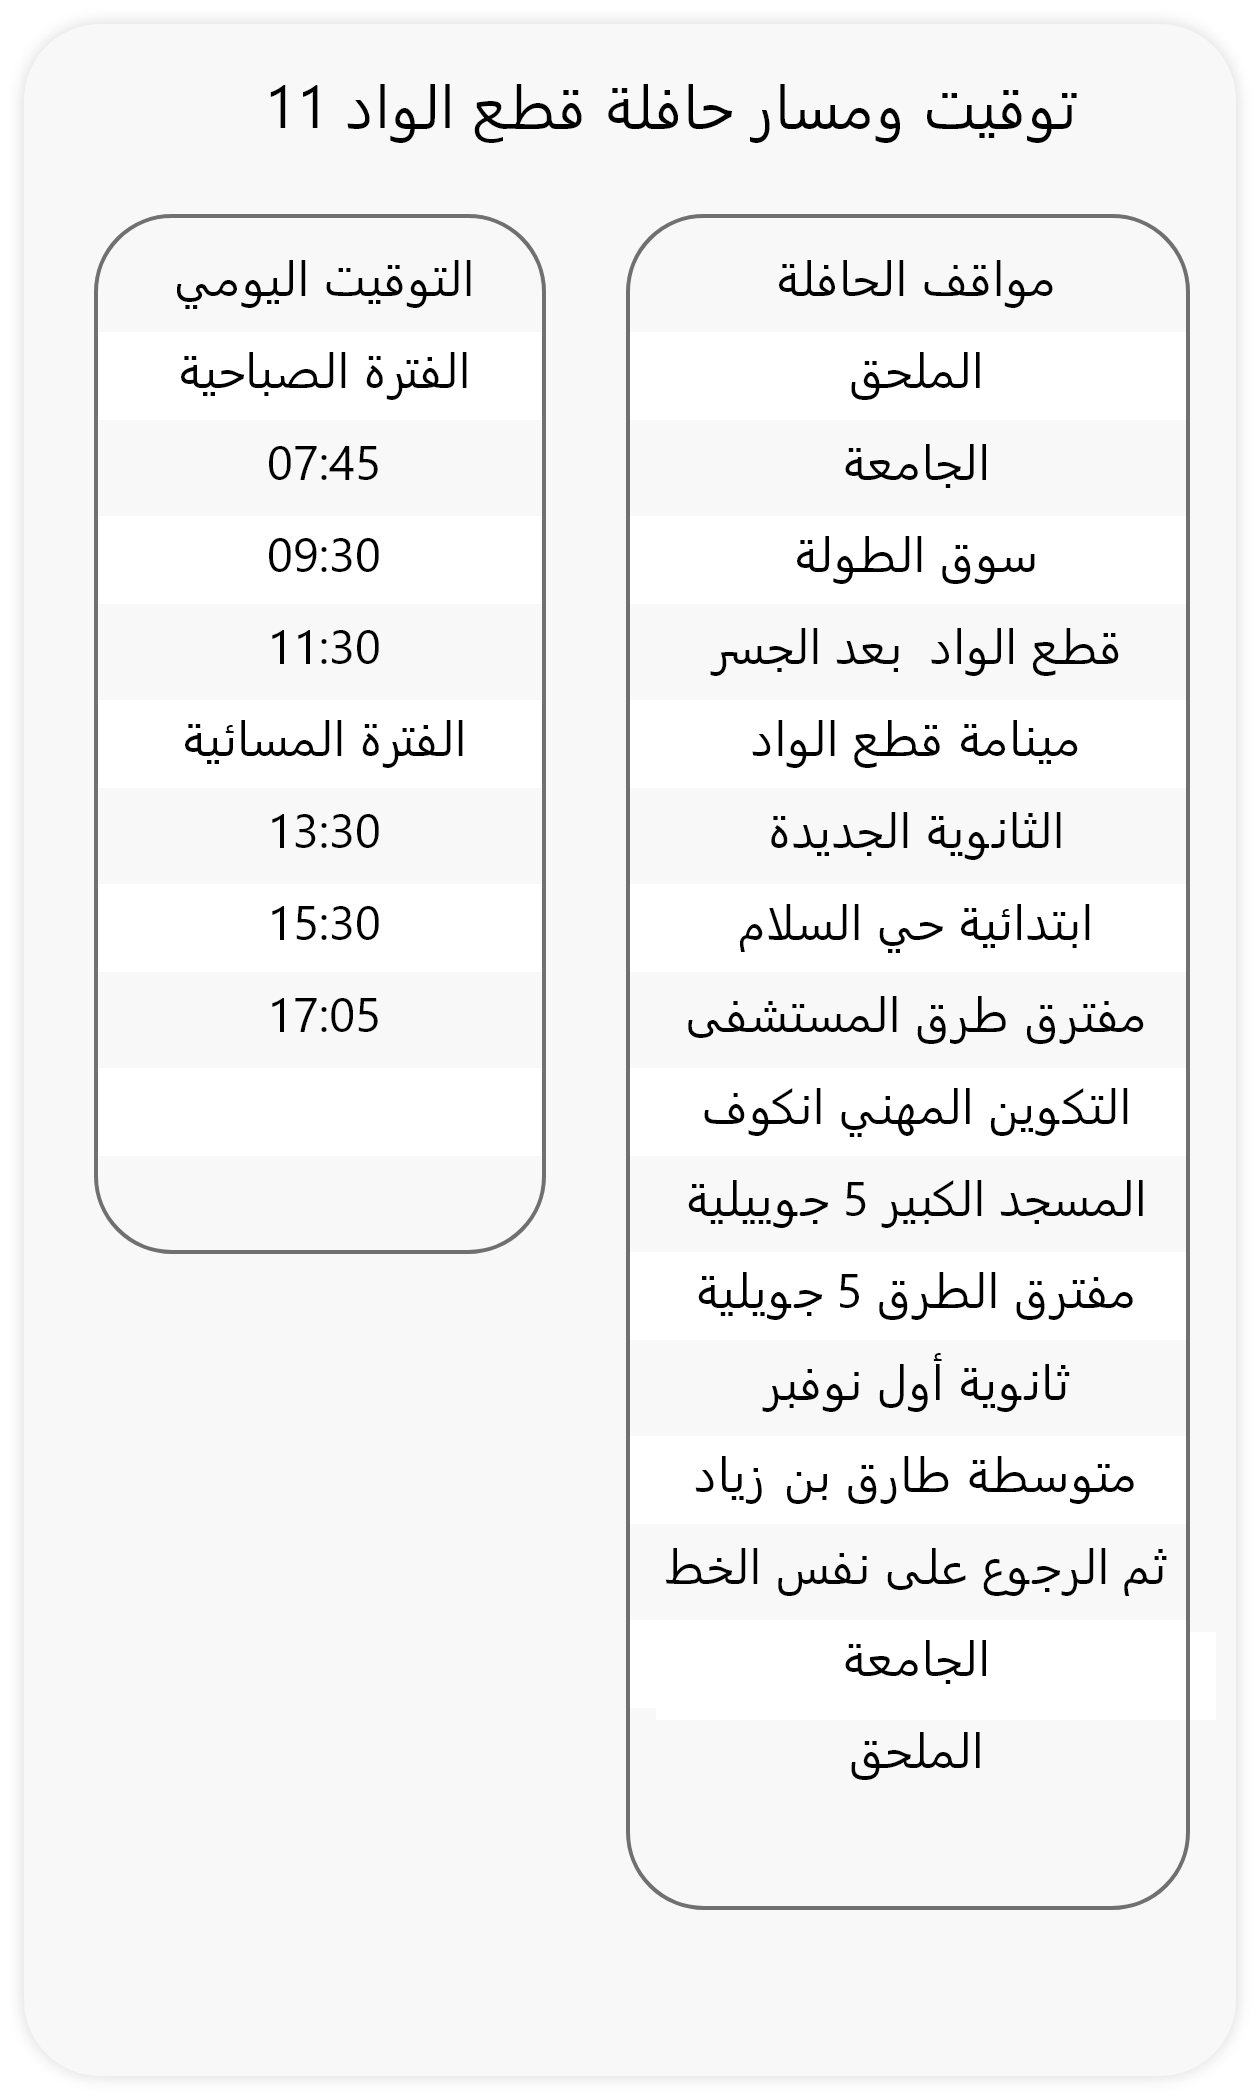 توقيت ومسار حافلة قطع الواد 11
مواقف الحافلة
الملحق
الجامعة
سوق الطولة
قطع الواد  بعد الجسر
مينامة قطع الواد
الثانوية الجديدة
ابتدائية حي السلام
مفترق طرق المستشفى
التكوين المهني انكوف
المسجد الكبير 5 جوييلية
مفترق الطرق 5 جويلية
ثانوية أول نوفبر
متوسطة طارق بن زياد
ثم الرجوع على نفس الخط
الجامعة
الملحق
التوقيت اليومي
الفترة الصباحية
07:45
09:30
11:30
الفترة المسائية
13:30
15:30
17:05